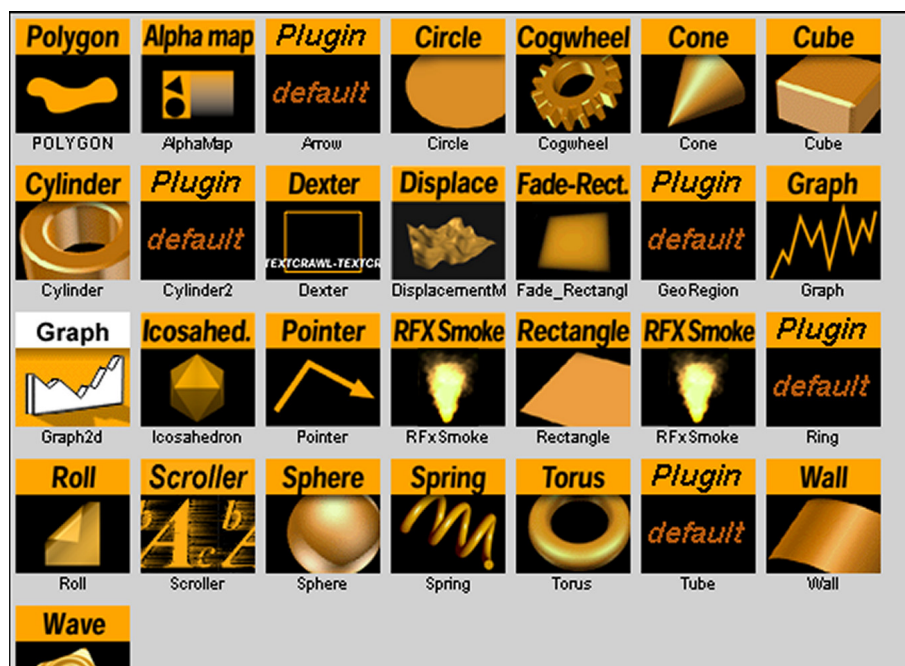 Polygon Alpha map Plugin Circle Cogwheel Cone Cube
default
POLYGON AlphaMap Arrow Circle Cogwheel Cone Cube
Cylinder Plugin Dexter Displace Fade-Rect. Plugin Graph
default default
TEXTCRAWL-TEXTCR
Cylinder Cylinder2 Dexter DisplacementM Fade_Rectangl GeoRegion Graph
Graph Icosahed. Pointer RFX Smoke Rectangle RFX Smoke Plugin
default
Graph2d Icosahedron Pointer RFxSmoke Rectangle RFxSmoke Ring
Roll Scroller Sphere Spring Torus Plugin Wall
b A c b A default
Roll Scroller Sphere Spring Torus Tube Wall
Wave